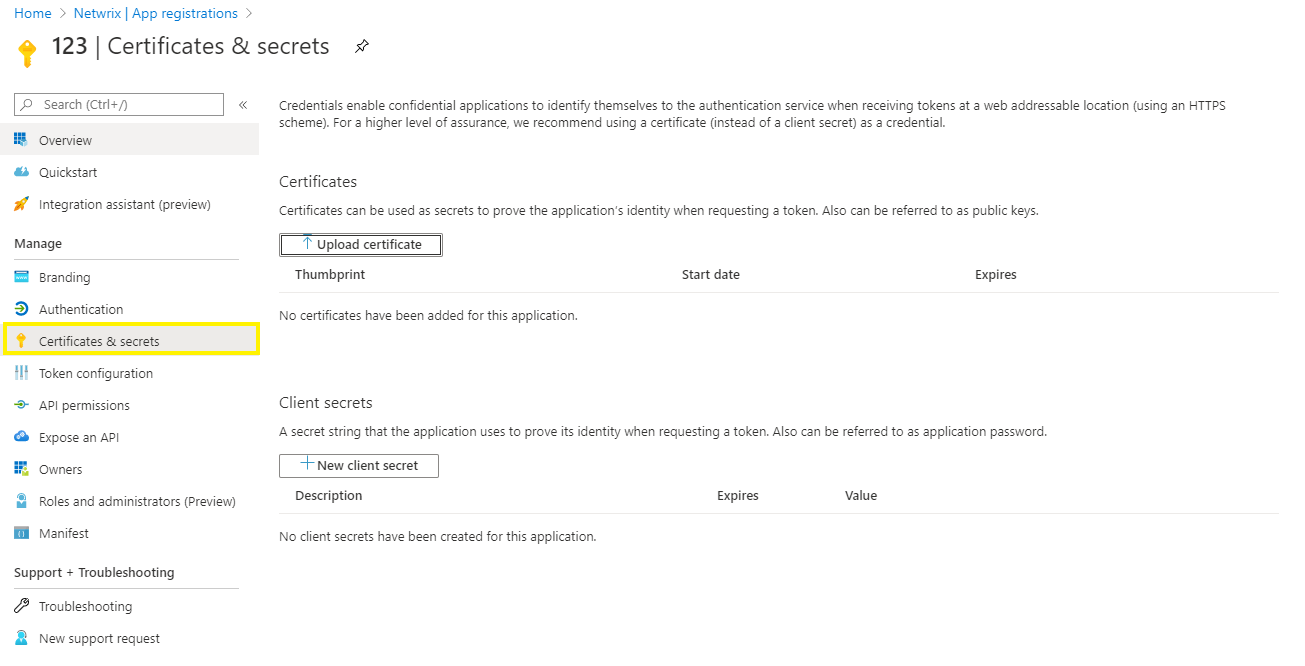 Home > Netwrix | App registrations >
123 | Certificates & secrets
Search (Ctrl+/)
«
Overview
Quickstart
Integration assistant (preview)
Manage
Branding
Authentication
Certificates & secrets
Token configuration
API permissions
Expose an API
Owners
Roles and administrators (Preview)
Manifest
Support + Troubleshooting
Troubleshooting
New support request
Credentials enable confidential applications to identify themselves to the authentication service when receiving tokens at a web addressable location (using an HTTPS
scheme). For a higher level of assurance, we recommend using a certificate (instead of a client secret) as a credential.
Certificates
Certificates can be used as secrets to prove the application's identity when requesting a token. Also can be referred to as public keys.
Upload certificate
Thumbprint Start date Expires
No certificates have been added for this application.
Client secrets
A secret string that the application uses to prove its identity when requesting a token. Also can be referred to as application password.
New client secret
Description Expires Value
No client secrets have been created for this application.